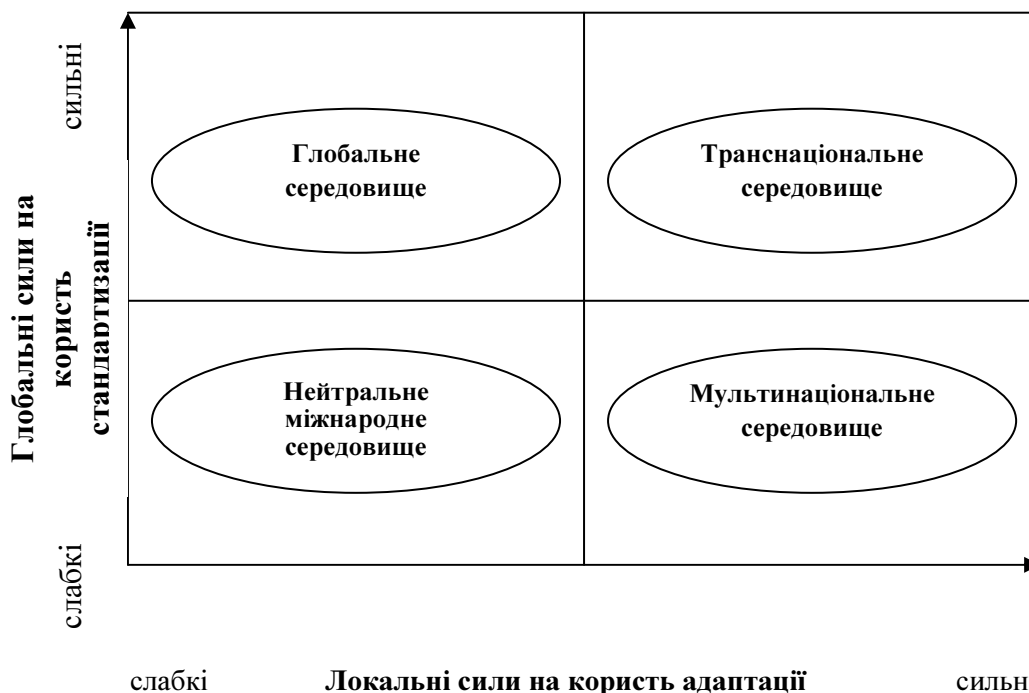 сильні
Глобальні сили на
користь
стандартизації
слабкі
Глобальне
середовище
Транснаціональне
середовище
Нейтральне
міжнародне
середовище
Мультинаціональне
середовище
слабкі
Локальні сили на користь адаптації
сильн